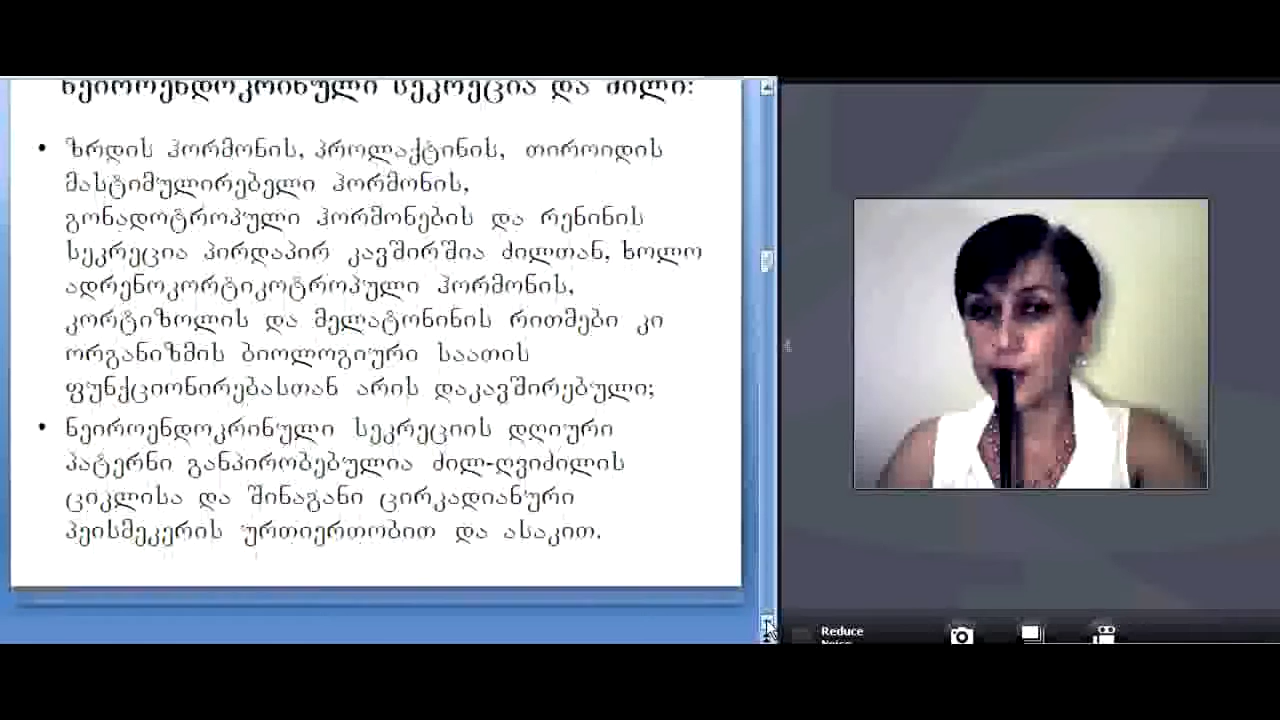 ნეიროენდოკრინული სეკრეცია და ძილი:
• ზრდის ჰორმონის, პროლაქტინის, თიროიდის
მასტიმულირებელი ჰორმონის,
გონადოტროპული ჰორმონების და რენინის
სეკრეცია პირდაპირ კავშირშია ძილთან, ხოლო
ადრენოკორტიკოტროპული ჰორმონის,
კორტიზოლის და მელატონინის რითმები კი
ორგანიზმის ბიოლოგიური საათის
ფუნქციონირებასთან არის დაკავშირებული;
• ნეიროენდოკრინული სეკრეციის დღიური
პატერნი განპირობებულია ძილ-ღვიძილის
ციკლისა და შინაგანი ცირკადიანური
პეისმეკერის ურთიერთობით და ასაკით.
Reduce
Noise